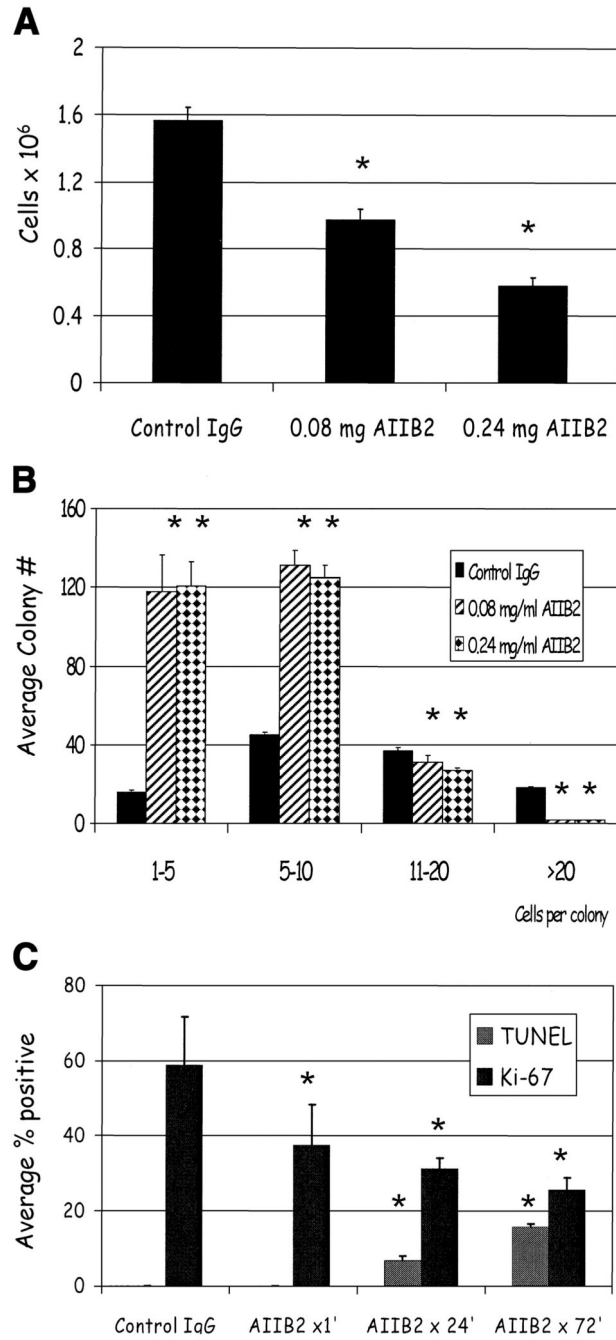 A
2
1.6
1.2
0.8
0.4
0
Cells x 10⁶
*
*
Control IgG 0.08 mg AIIB2 0.24 mg AIIB2
B
160
120
80
40
0
Average Colony #
* *
* *
* *
* *
Control IgG
0.08 mg/ml AIIB2
0.24 mg/ml AIIB2
1-5 5-10 11-20 >20
Cells per colony
C
80
60
40
20
0
Average % positive
TUNEL
Ki-67
*
*
*
*
*
Control IgG AIIB2 x1' AIIB2 x 24' AIIB2 x 72'